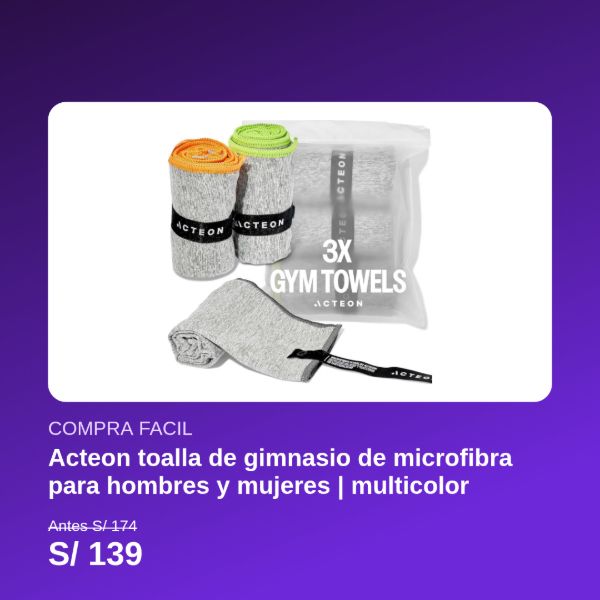 ACTEON
ACTEON
ACTEON
3X
GYM TOWELS
ACTEON
ACTEON
COMPRA FACIL
Acteon toalla de gimnasio de microfibra
para hombres y mujeres | multicolor
Antes S/ 174
S/ 139